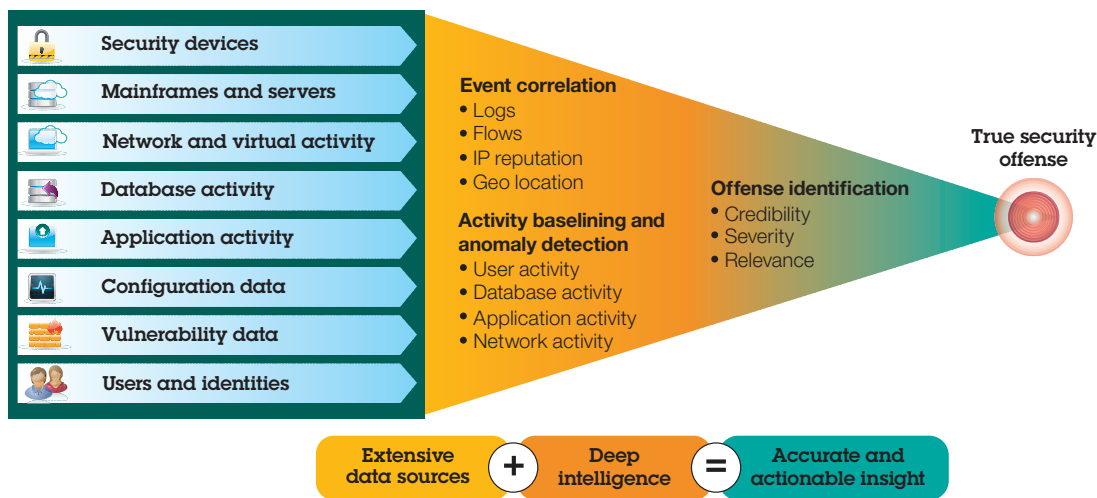 Security devices
Mainframes and servers
Network and virtual activity
Database activity
Application activity
Configuration data
Vulnerability data
Users and identities
Event correlation
• Logs
• Flows
• IP reputation
• Geo location
Activity baselining and
anomaly detection
• User activity
• Database activity
• Application activity
• Network activity
Offense identification
• Credibility
• Severity
• Relevance
True security
offense
Extensive
data sources
+
Deep
intelligence
=
Accurate and
actionable insight